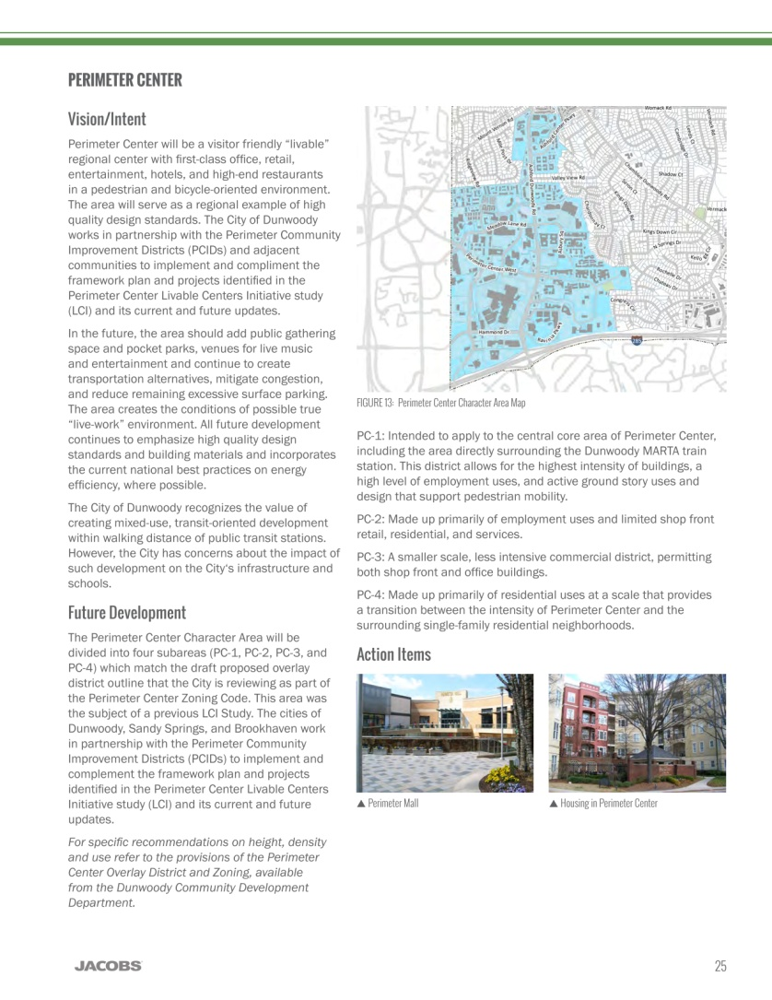 PERIMETER CENTER
Vision/Intent
Perimeter Center will be a visitor friendly “livable”
regional center with first-class office, retail,
entertainment, hotels, and high-end restaurants
in a pedestrian and bicycle-oriented environment.
The area will serve as a regional example of high
quality design standards. The City of Dunwoody
works in partnership with the Perimeter Community
Improvement Districts (PCIDs) and adjacent
communities to implement and compliment the
framework plan and projects identified in the
Perimeter Center Livable Centers Initiative study
(LCI) and its current and future updates.
In the future, the area should add public gathering
space and pocket parks, venues for live music
and entertainment and continue to create
transportation alternatives, mitigate congestion,
and reduce remaining excessive surface parking.
The area creates the conditions of possible true
“live-work” environment. All future development
continues to emphasize high quality design
standards and building materials and incorporates
the current national best practices on energy
efficiency, where possible.
The City of Dunwoody recognizes the value of
creating mixed-use, transit-oriented development
within walking distance of public transit stations.
However, the City has concerns about the impact of
such development on the City‘s infrastructure and
schools.
Future Development
The Perimeter Center Character Area will be
divided into four subareas (PC-1, PC-2, PC-3, and
PC-4) which match the draft proposed overlay
district outline that the City is reviewing as part of
the Perimeter Center Zoning Code. This area was
the subject of a previous LCI Study. The cities of
Dunwoody, Sandy Springs, and Brookhaven work
in partnership with the Perimeter Community
Improvement Districts (PCIDs) to implement and
complement the framework plan and projects
identified in the Perimeter Center Livable Centers
Initiative study (LCI) and its current and future
updates.
For specific recommendations on height, density
and use refer to the provisions of the Perimeter
Center Overlay District and Zoning, available
from the Dunwoody Community Development
Department.
Womack Rd
Mount Vernon Rd
Ashford Center Pkwy
Vermack Rd
Valley View Rd
Shadow Ct
Chamblee Dunwoody Rd
Ashford Dunwoody Rd
Vermack
Meadow Lane Rd
Kings Down Cir
N Springs Dr
Perimeter Center West
Rochelle Dr
Chateau Dr
Hammond Dr
285
FIGURE 13: Perimeter Center Character Area Map
PC-1: Intended to apply to the central core area of Perimeter Center,
including the area directly surrounding the Dunwoody MARTA train
station. This district allows for the highest intensity of buildings, a
high level of employment uses, and active ground story uses and
design that support pedestrian mobility.
PC-2: Made up primarily of employment uses and limited shop front
retail, residential, and services.
PC-3: A smaller scale, less intensive commercial district, permitting
both shop front and office buildings.
PC-4: Made up primarily of residential uses at a scale that provides
a transition between the intensity of Perimeter Center and the
surrounding single-family residential neighborhoods.
Action Items
▲ Perimeter Mall
▲ Housing in Perimeter Center
JACOBS
25